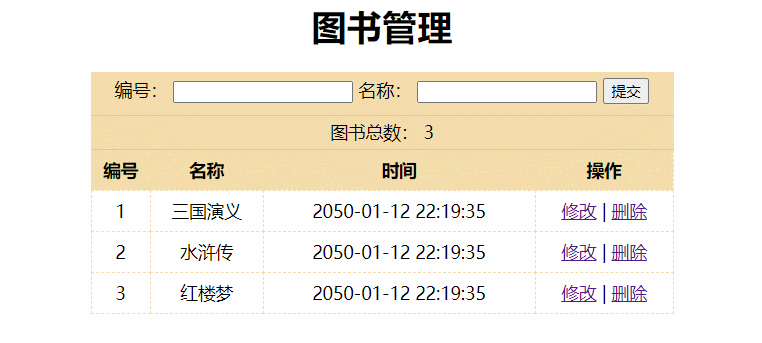 图书管理
编号： 名称： 提交
图书总数： 3
编号 名称 时间 操作
1 三国演义 2050-01-12 22:19:35 修改 | 删除
2 水浒传 2050-01-12 22:19:35 修改 | 删除
3 红楼梦 2050-01-12 22:19:35 修改 | 删除